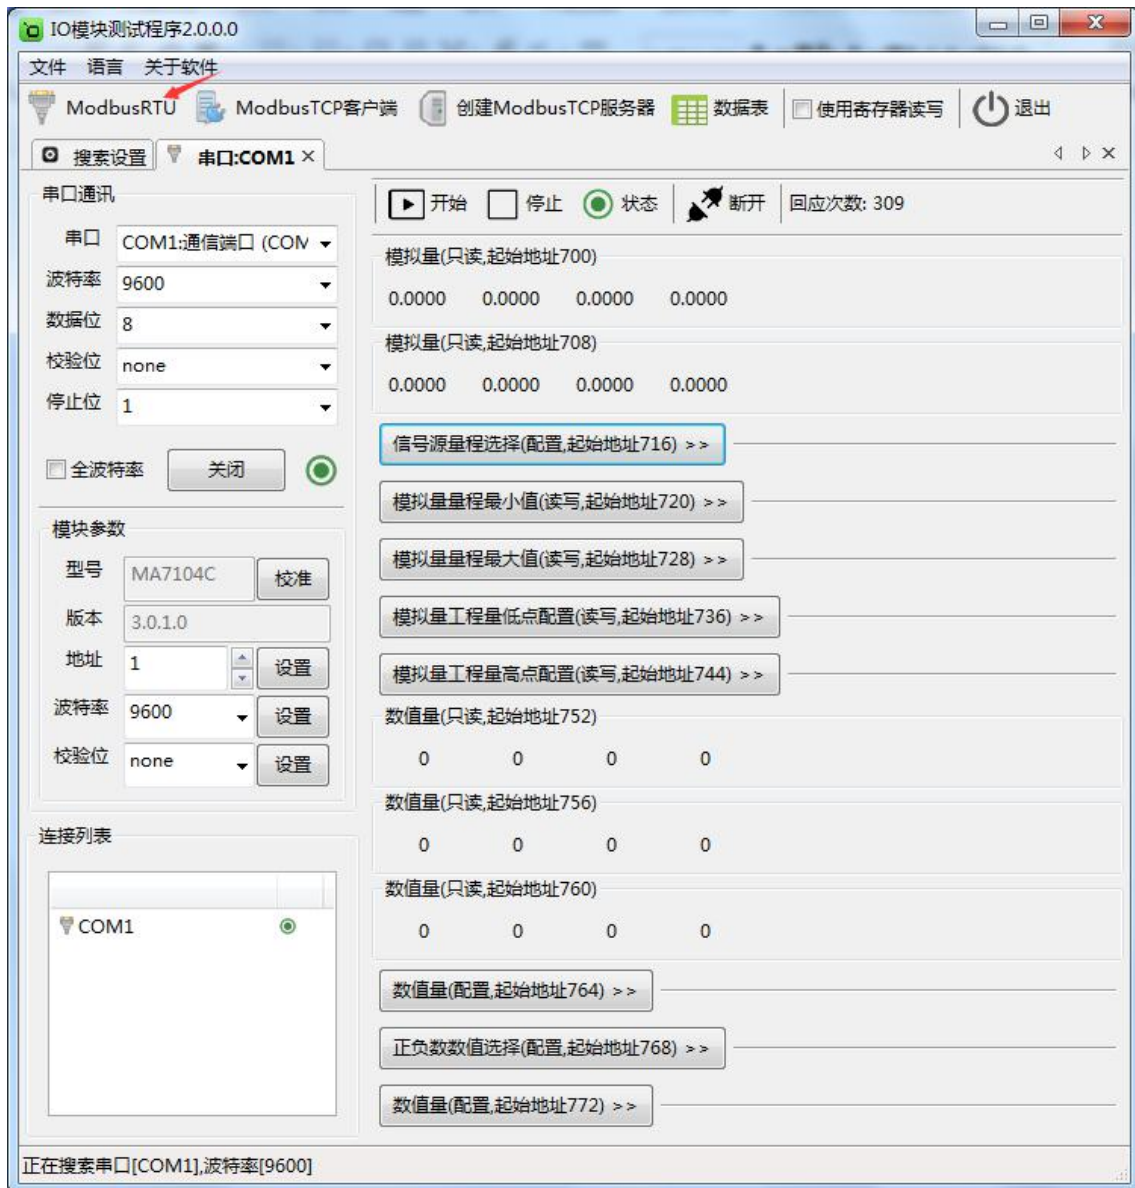 IO模块测试程序2.0.0.0
文件 语言 关于软件
ModbusRTU ModbusTCP客户端 创建ModbusTCP服务器 数据表 使用寄存器读写 退出
搜索设置 串口:COM1
串口通讯
串口 COM1:通信端口 (COM
波特率 9600
数据位 8
校验位 none
停止位 1
全波特率 关闭
模块参数
型号 MA7104C 校准
版本 3.0.1.0
地址 1 设置
波特率 9600 设置
校验位 none 设置
连接列表
COM1
开始 停止 状态 断开 回应次数: 309
模拟量(只读,起始地址700)
0.0000 0.0000 0.0000 0.0000
模拟量(只读,起始地址708)
0.0000 0.0000 0.0000 0.0000
信号源量程选择(配置,起始地址716) >>
模拟量量程最小值(读写,起始地址720) >>
模拟量量程最大值(读写,起始地址728) >>
模拟量工程量低点配置(读写,起始地址736) >>
模拟量工程量高点配置(读写,起始地址744) >>
数值量(只读,起始地址752)
0 0 0 0
数值量(只读,起始地址756)
0 0 0 0
数值量(只读,起始地址760)
0 0 0 0
数值量(配置,起始地址764) >>
正负数数值选择(配置,起始地址768) >>
数值量(配置,起始地址772) >>
正在搜索串口[COM1],波特率[9600]